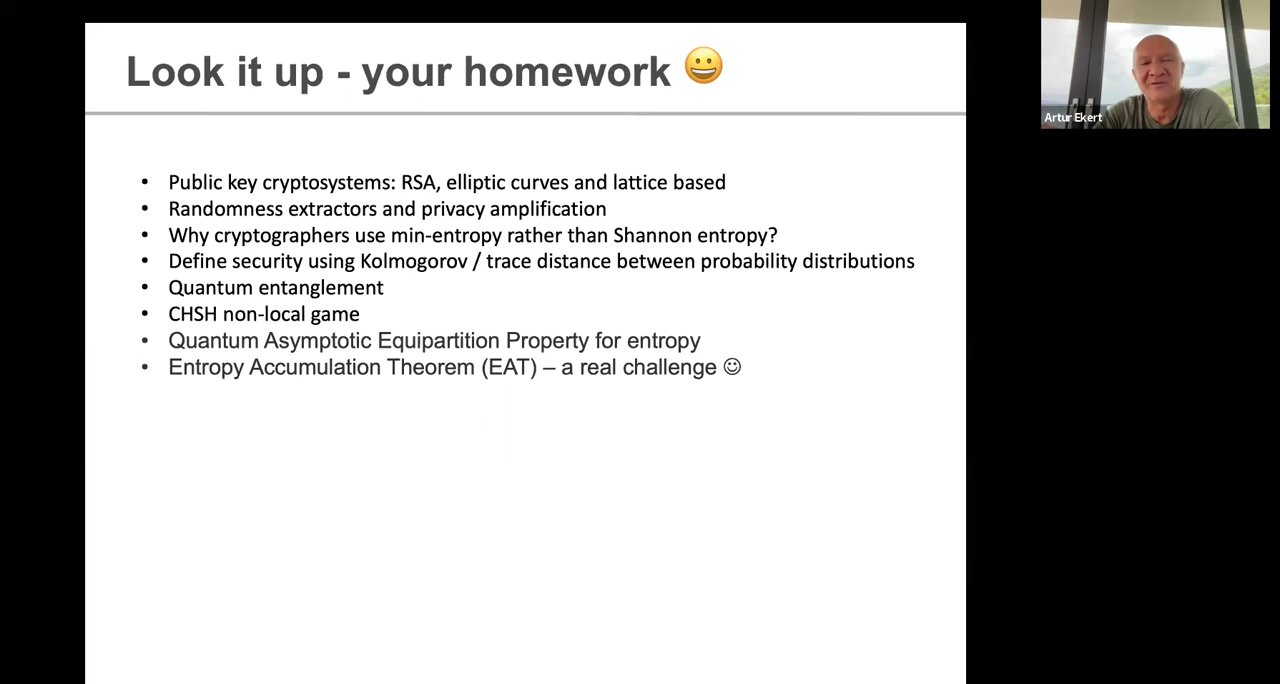 Look it up - your homework 😀
• Public key cryptosystems: RSA, elliptic curves and lattice based
• Randomness extractors and privacy amplification
• Why cryptographers use min-entropy rather than Shannon entropy?
• Define security using Kolmogorov / trace distance between probability distributions
• Quantum entanglement
• CHSH non-local game
• Quantum Asymptotic Equipartition Property for entropy
• Entropy Accumulation Theorem (EAT) – a real challenge ☺
Artur Ekert